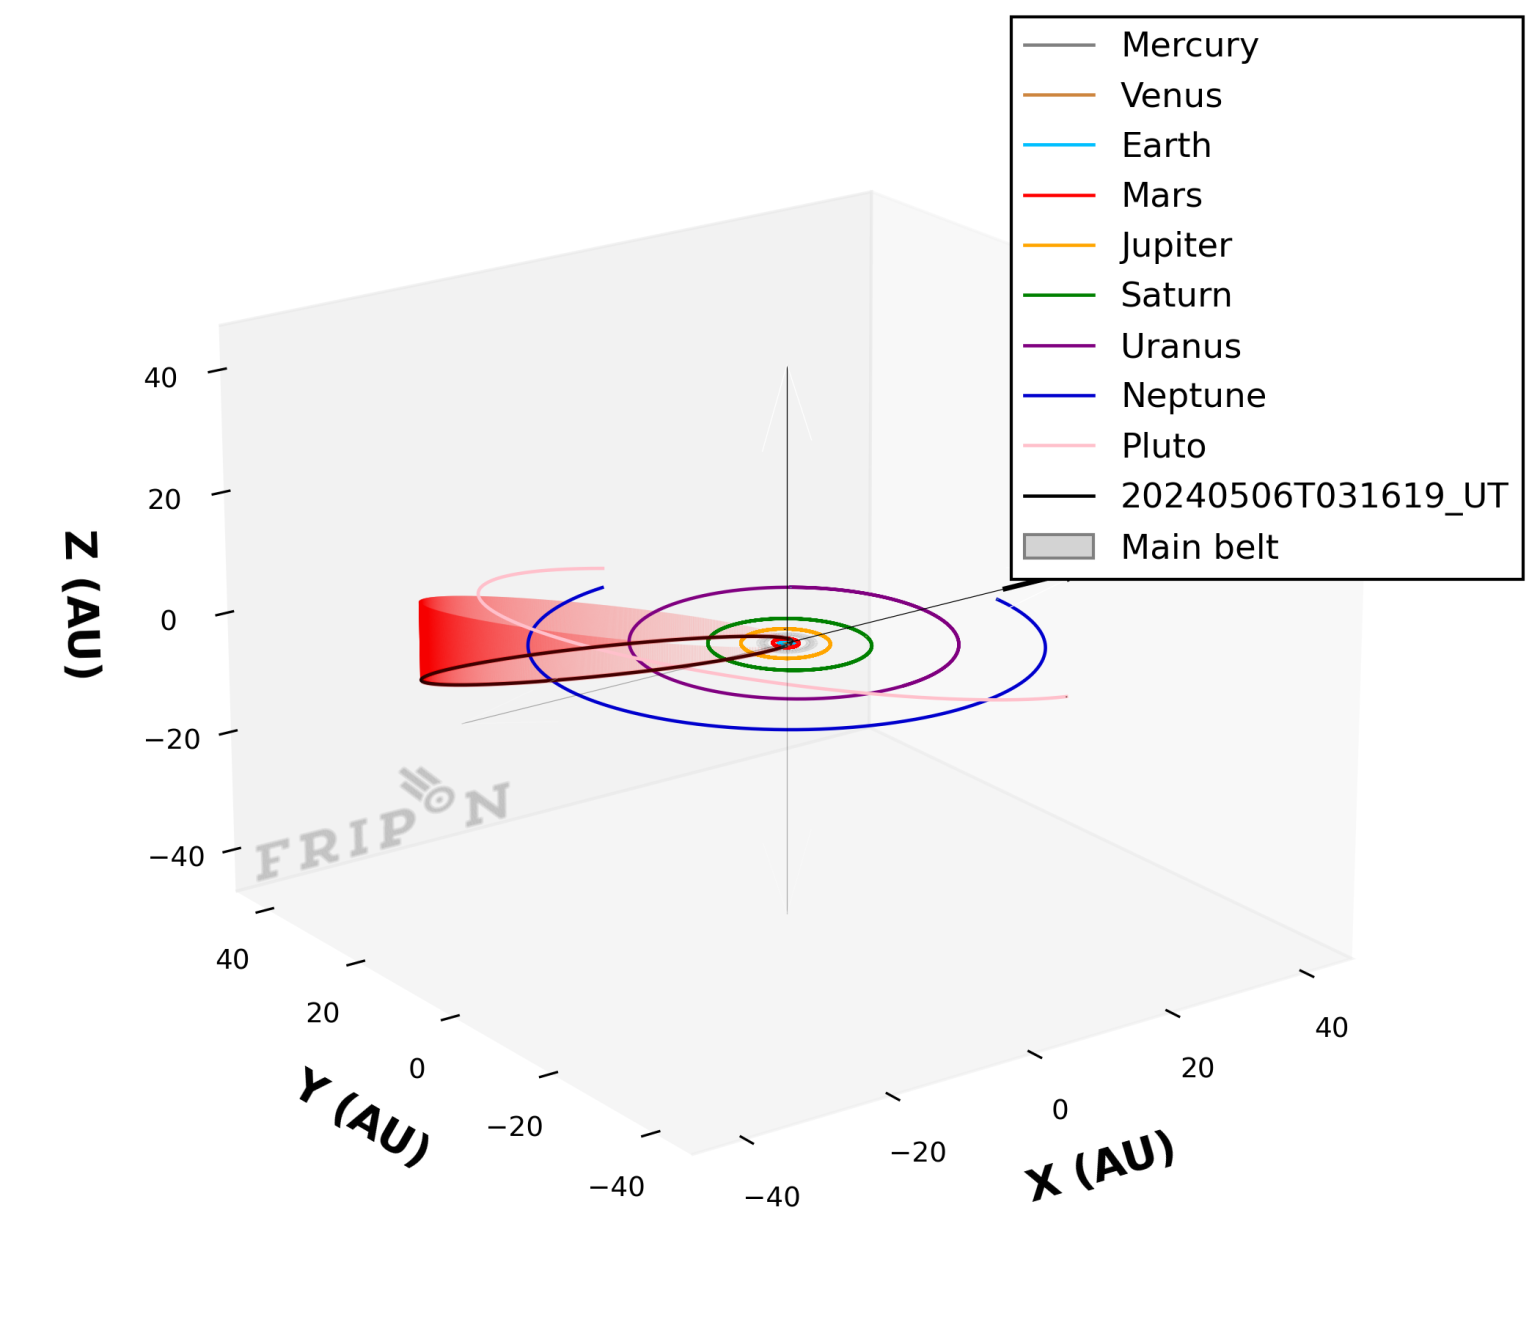 Mercury
Venus
Earth
Mars
Jupiter
Saturn
Uranus
Neptune
Pluto
20240506T031619_UT
Main belt
40
20
0
−20
−40
Z (AU)
FRIPON
40
20
0
−20
−40
Y (AU)
−40
−20
0
20
40
X (AU)